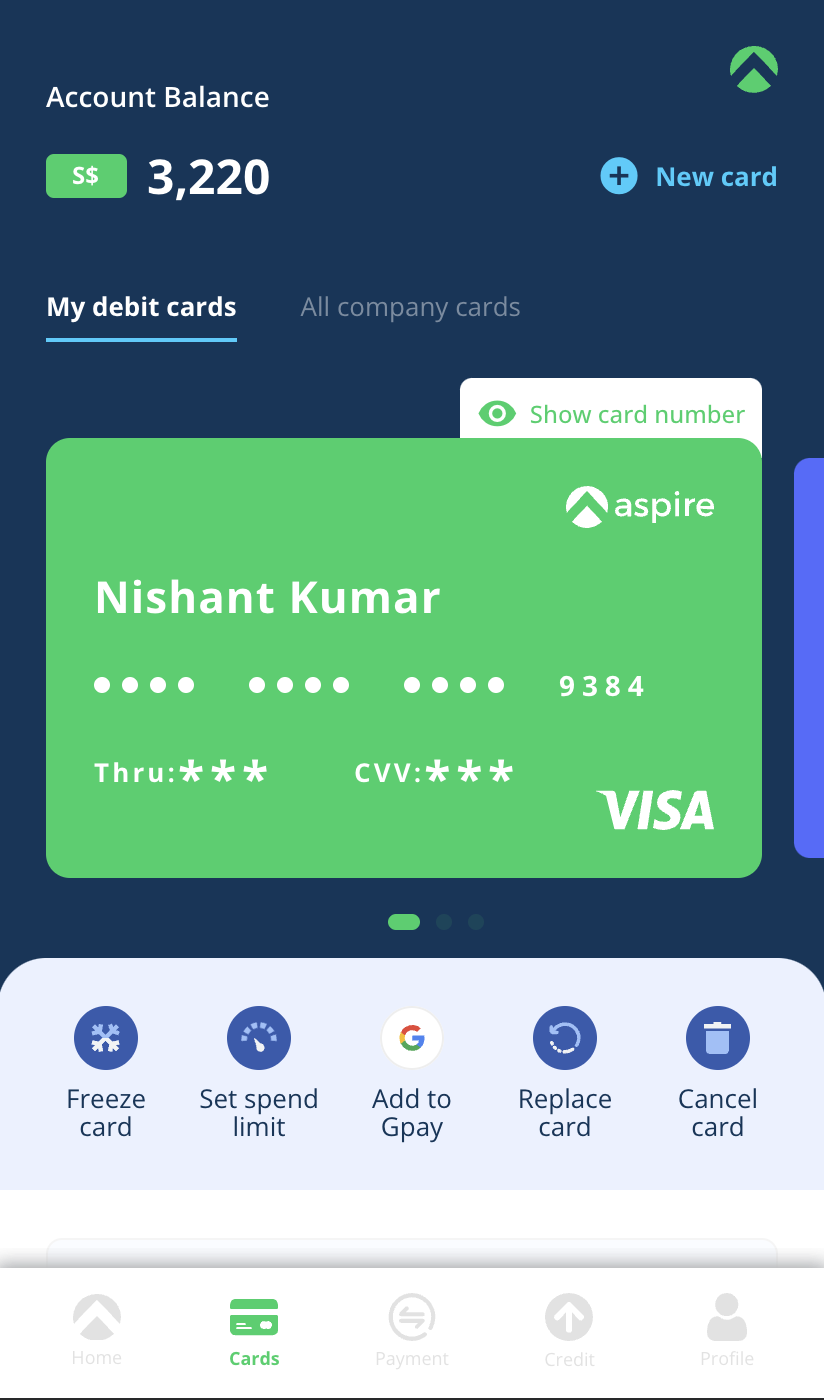 Account Balance
S$ 3,220
New card
My debit cards
All company cards
Show card number
aspire
Nishant Kumar
•••• •••• •••• 9384
Thru:*** CVV:***
VISA
Freeze
card
Set spend
limit
Add to
Gpay
Replace
card
Cancel
card
Home
Cards
Payment
Credit
Profile